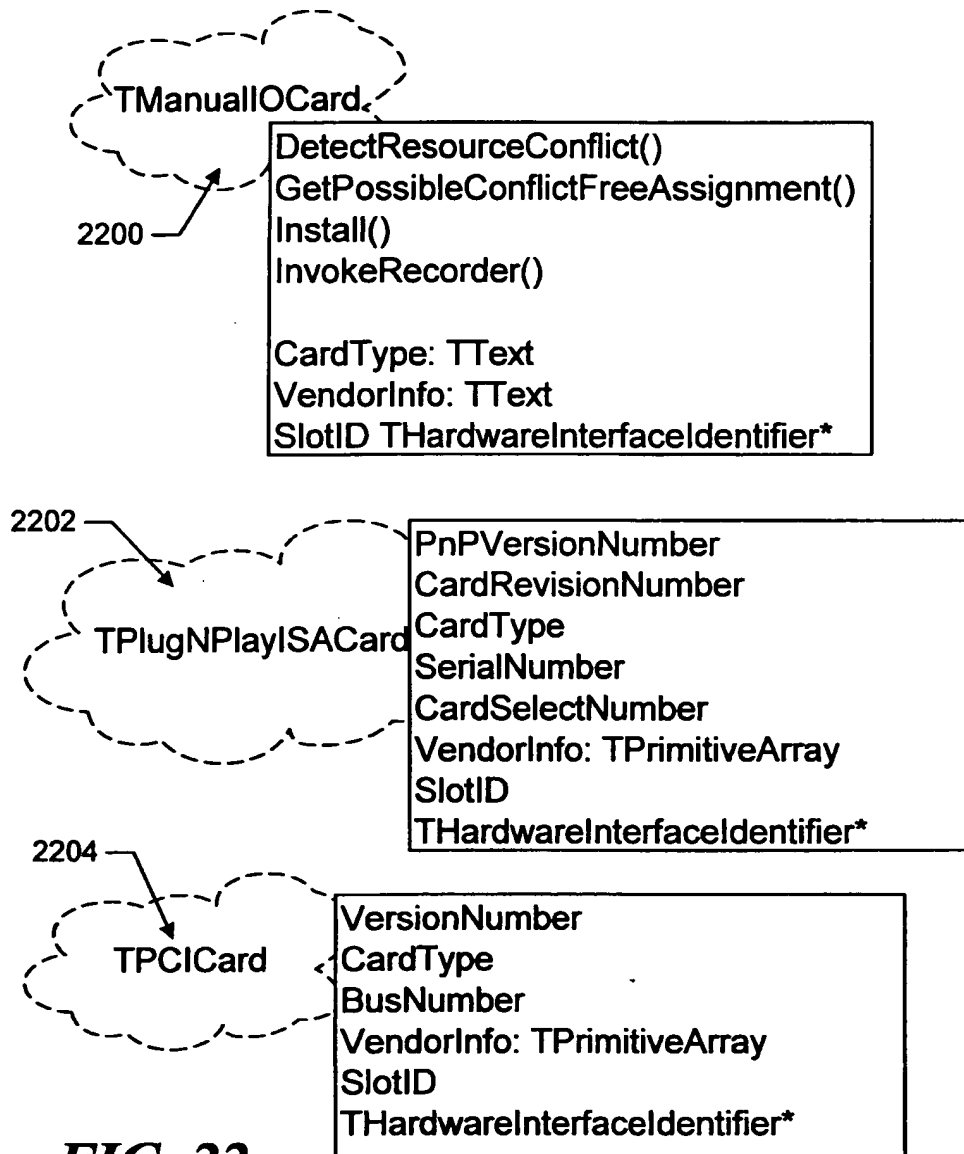 TManualIOCard
DetectResourceConflict()
GetPossibleConflictFreeAssignment()
Install()
InvokeRecorder()
CardType: TText
VendorInfo: TText
SlotID THardwareInterfaceIdentifier*
2200
2202
TPlugNPlayISACard
PnPVersionNumber
CardRevisionNumber
CardType
SerialNumber
CardSelectNumber
VendorInfo: TPrimitiveArray
SlotID
THardwareInterfaceIdentifier*
2204
TPCICard
VersionNumber
CardType
BusNumber
VendorInfo: TPrimitiveArray
SlotID
THardwareInterfaceIdentifier*
FIG. 22